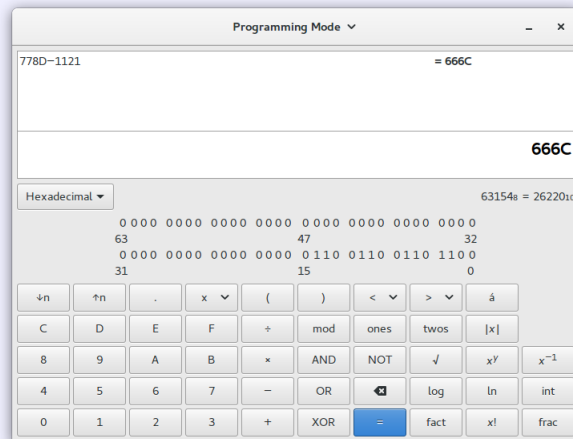 Programming Mode
778D−1121 = 666C
666C
Hexadecimal 63154₈ = 26220₁₀
0000 0000 0000 0000 0000 0000 0000 0000
63 47 32
0000 0000 0000 0000 0110 0110 0110 1100
31 15 0
↓n ↑n . x ( ) < > á
C D E F ÷ mod ones twos |x|
8 9 A B × AND NOT √ xʸ x⁻¹
4 5 6 7 − OR log ln int
0 1 2 3 + XOR = fact x! frac